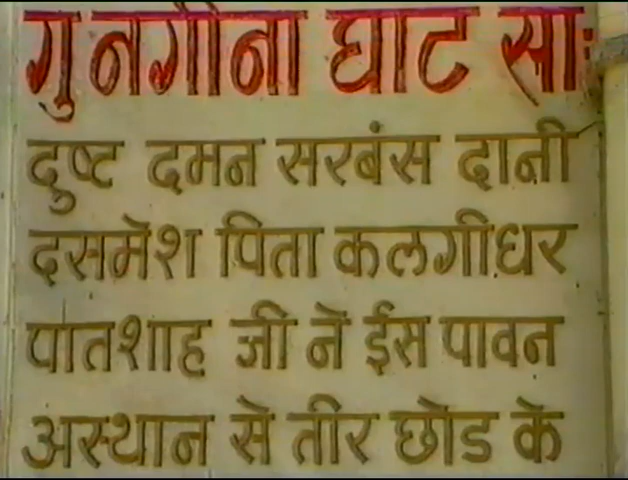 गुनगीना घाट साः
दुष्ट दमन सरबंस दानी
दसमेश पिता कलगीधर
पातशाह जी ने ईस पावन
अस्थान से तीर छोड के